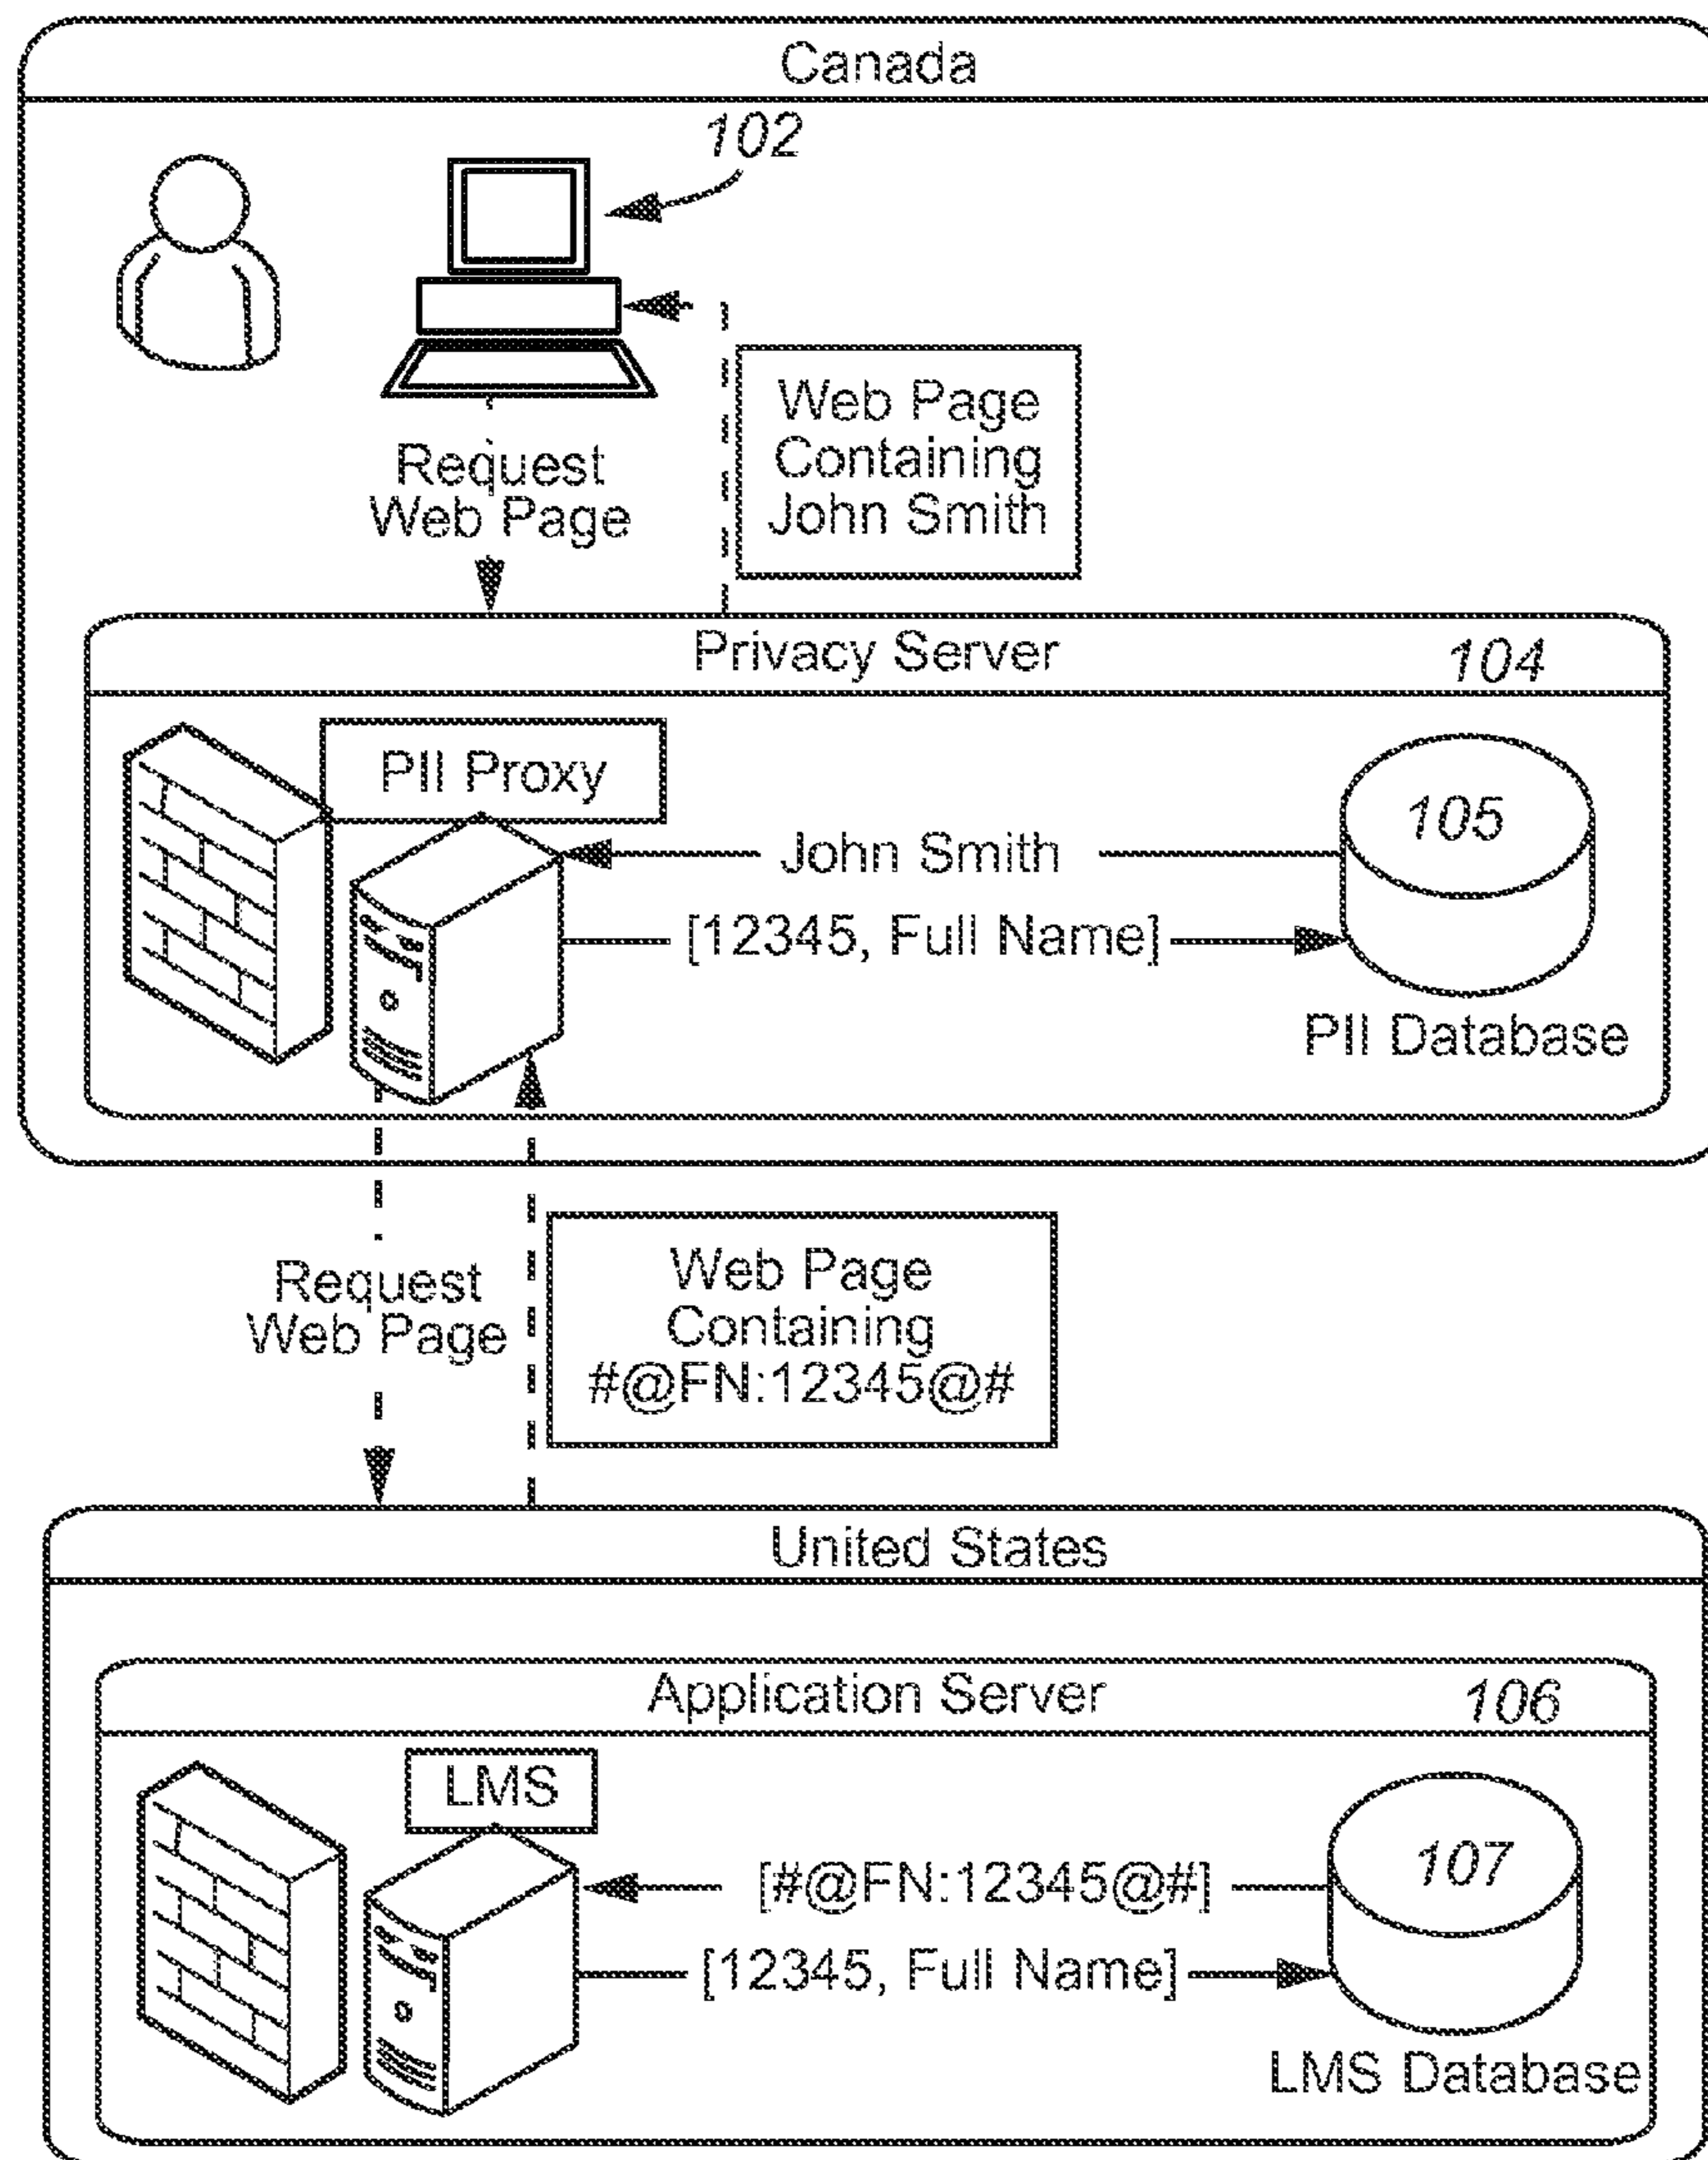 Canada
102
Web Page
Containing
John Smith
Request
Web Page
Privacy Server
104
PII Proxy
105
John Smith
[12345, Full Name]
PII Database
Request
Web Page
Web Page
Containing
#@FN:12345@#
United States
Application Server
106
LMS
107
[#@FN:12345@#]
[12345, Full Name]
LMS Database